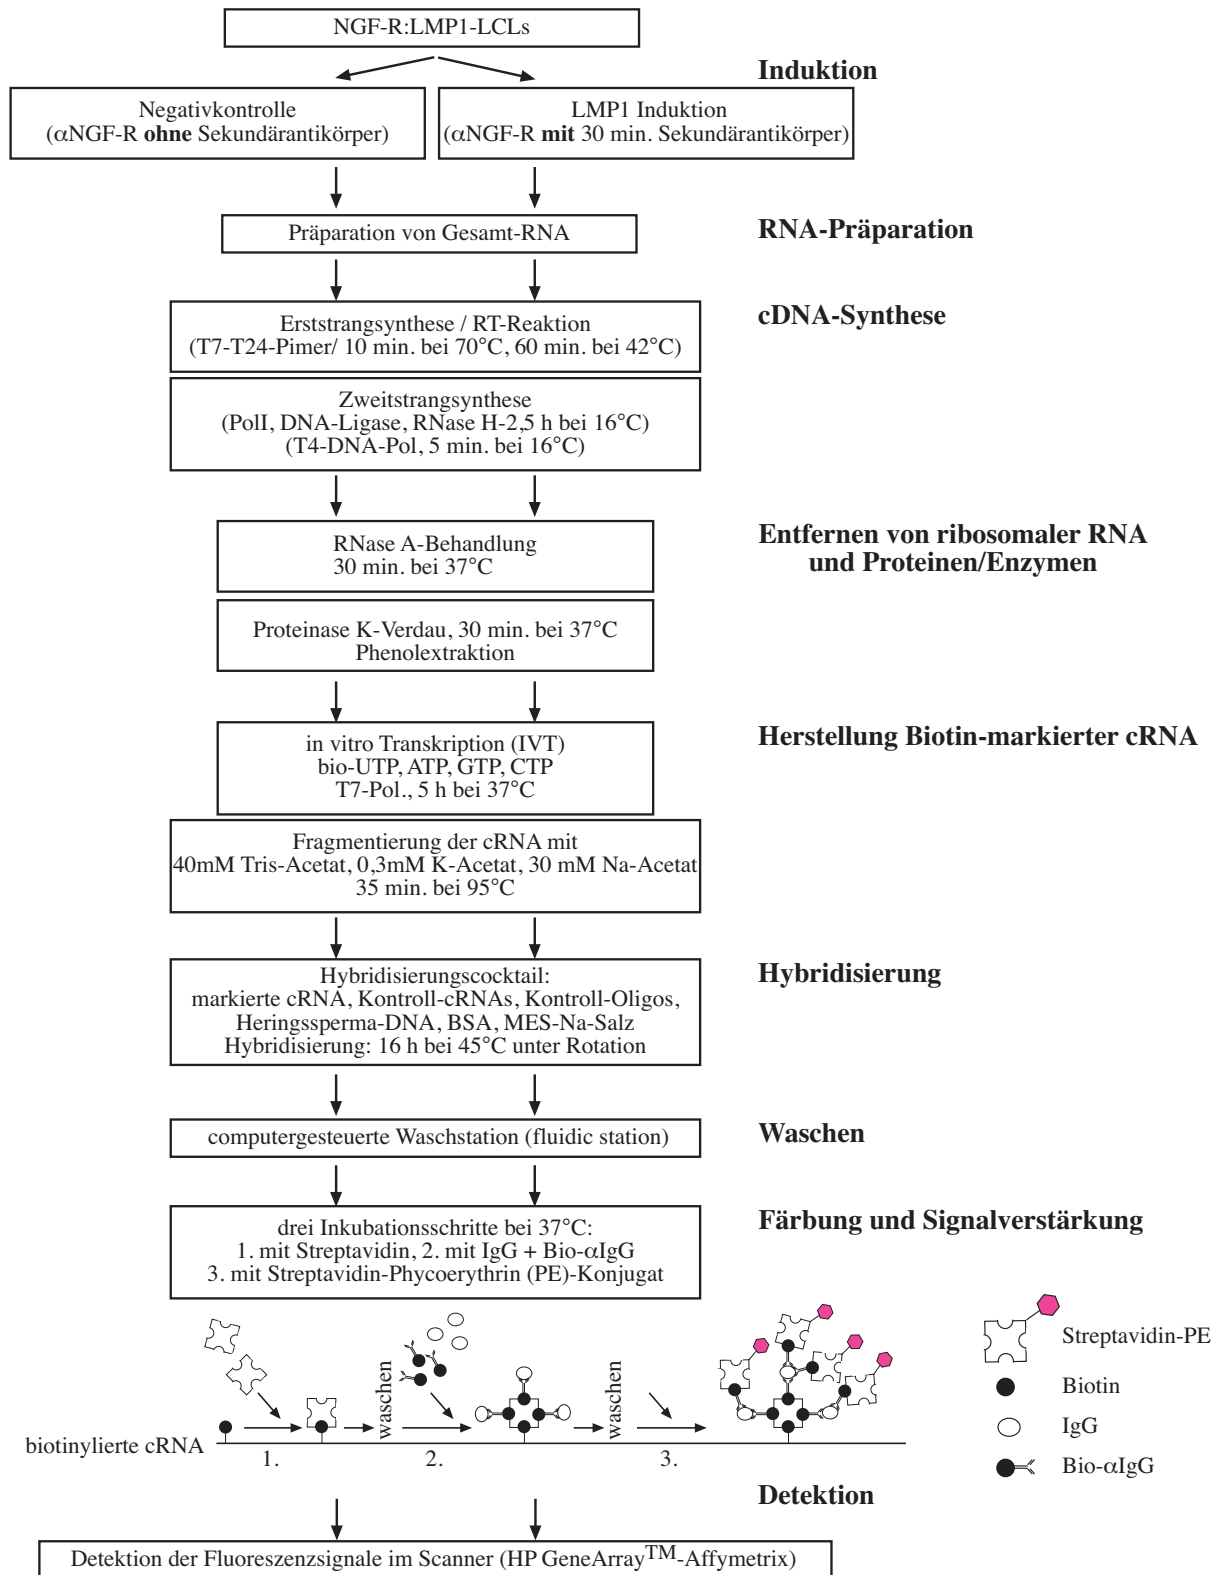 NGF-R:LMP1-LCLs
Induktion
Negativkontrolle
(αNGF-R ohne Sekundärantikörper)
LMP1 Induktion
(αNGF-R mit 30 min. Sekundärantikörper)
Präparation von Gesamt-RNA
RNA-Präparation
Erststrangsynthese / RT-Reaktion
(T7-T24-Pimer/ 10 min. bei 70°C, 60 min. bei 42°C)
cDNA-Synthese
Zweitstrangsynthese
(PolI, DNA-Ligase, RNase H-2,5 h bei 16°C)
(T4-DNA-Pol, 5 min. bei 16°C)
RNase A-Behandlung
30 min. bei 37°C
Entfernen von ribosomaler RNA
und Proteinen/Enzymen
Proteinase K-Verdau, 30 min. bei 37°C
Phenolextraktion
in vitro Transkription (IVT)
bio-UTP, ATP, GTP, CTP
T7-Pol., 5 h bei 37°C
Herstellung Biotin-markierter cRNA
Fragmentierung der cRNA mit
40mM Tris-Acetat, 0,3mM K-Acetat, 30 mM Na-Acetat
35 min. bei 95°C
Hybridisierungscocktail:
markierte cRNA, Kontroll-cRNAs, Kontroll-Oligos,
Heringssperma-DNA, BSA, MES-Na-Salz
Hybridisierung: 16 h bei 45°C unter Rotation
Hybridisierung
computergesteuerte Waschstation (fluidic station)
Waschen
drei Inkubationsschritte bei 37°C:
1. mit Streptavidin, 2. mit IgG + Bio-αIgG
3. mit Streptavidin-Phycoerythrin (PE)-Konjugat
Färbung und Signalverstärkung
waschen
waschen
biotinylierte cRNA
1.
2.
3.
Streptavidin-PE
Biotin
IgG
Bio-αIgG
Detektion
Detektion der Fluoreszenzsignale im Scanner (HP GeneArray™-Affymetrix)